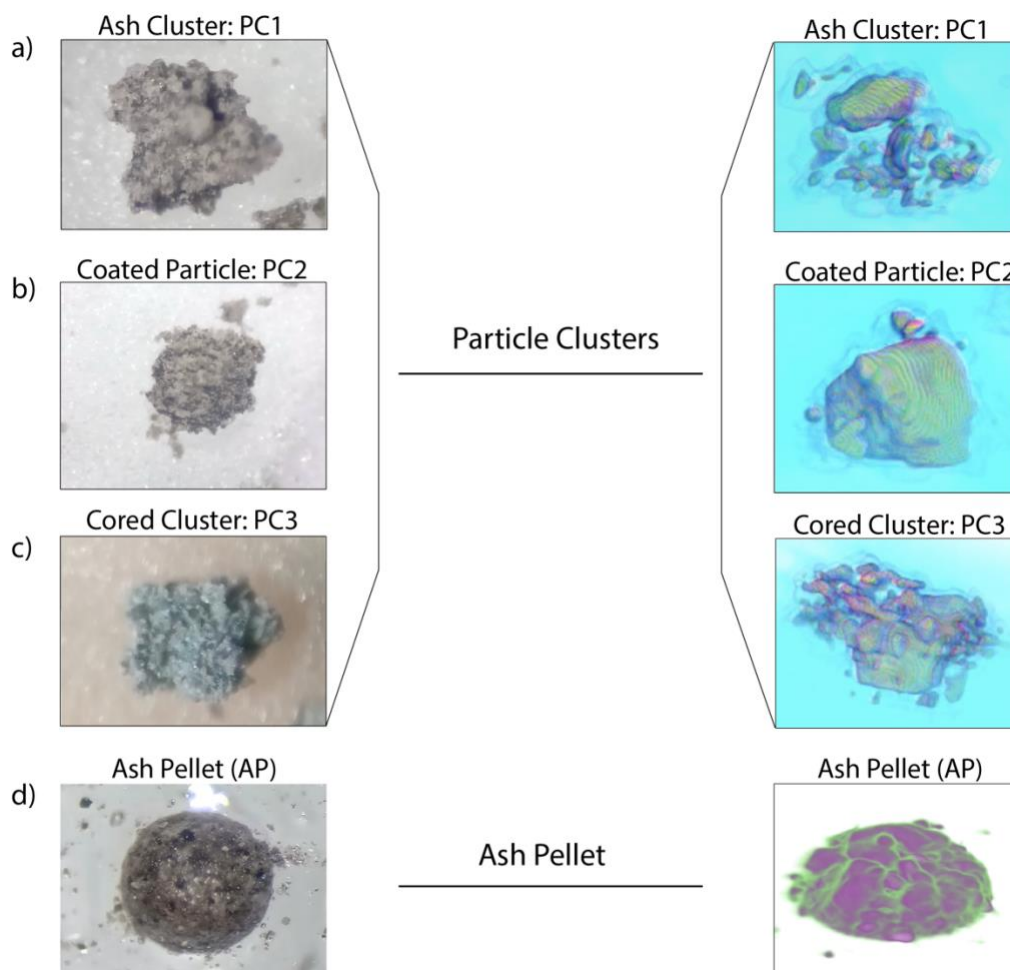 Ash Cluster: PC1
Ash Cluster: PC1
a)
Coated Particle: PC2
Coated Particle: PC2
b)
Particle Clusters
Cored Cluster: PC3
Cored Cluster: PC3
c)
Ash Pellet (AP)
Ash Pellet (AP)
d)
Ash Pellet